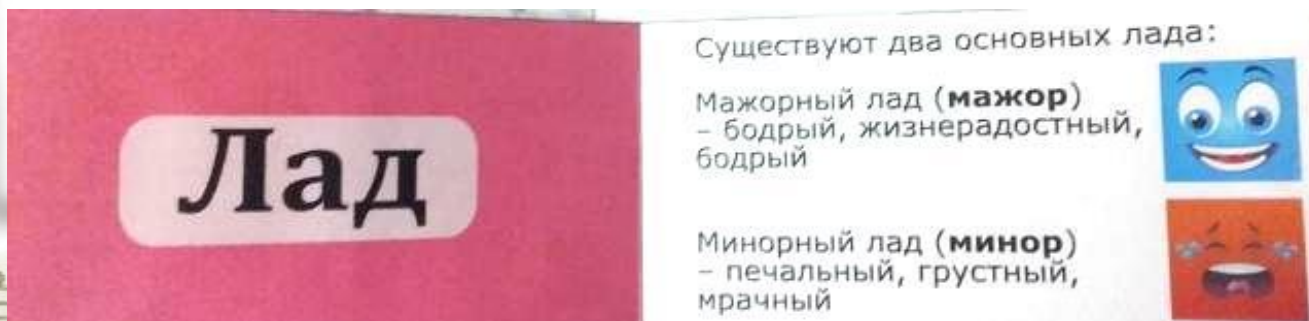 Лад
Существуют два основных лада:
Мажорный лад (мажор)
– бодрый, жизнерадостный,
бодрый
Минорный лад (минор)
– печальный, грустный,
мрачный